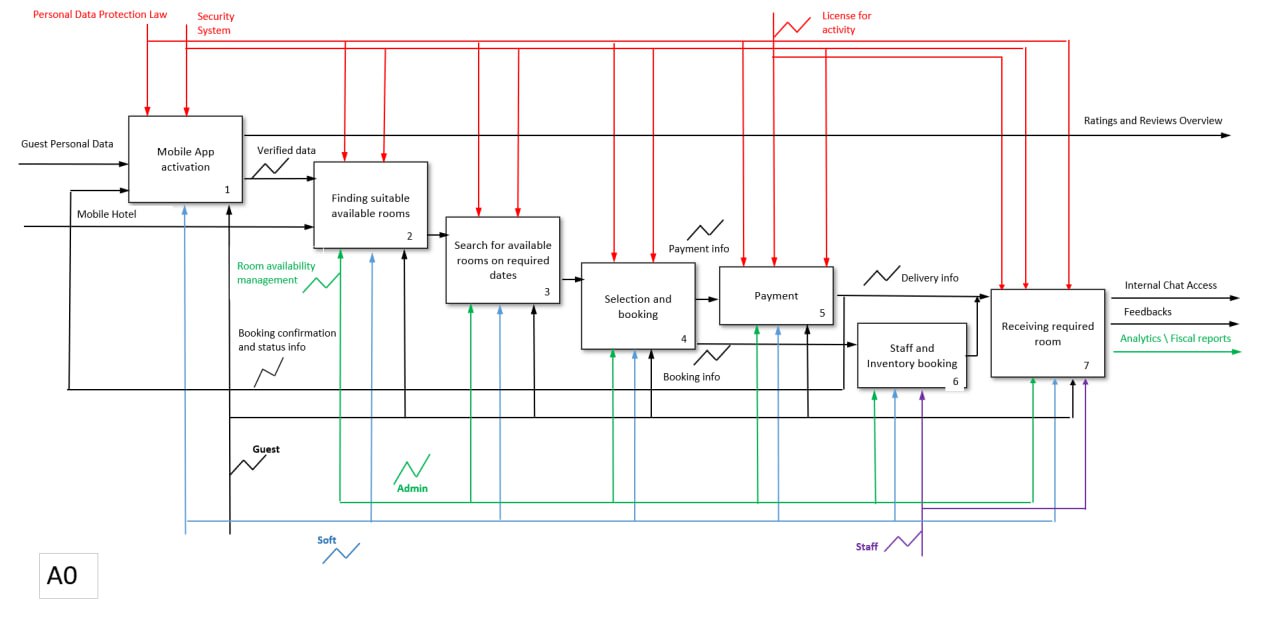 Personal Data Protection Law
Security
System
License for
activity
Ratings and Reviews Overview
Guest Personal Data
Mobile App
activation
1
Verified data
Mobile Hotel
Finding suitable
available rooms
2
Search for available
rooms on required
dates
3
Payment info
Room availability
management
Selection and
booking
4
Payment
5
Delivery info
Internal Chat Access
Feedbacks
Analytics \ Fiscal reports
Receiving required
room
7
Booking confirmation
and status info
Staff and
Inventory booking
6
Booking info
Guest
Admin
Soft
Staff
A0